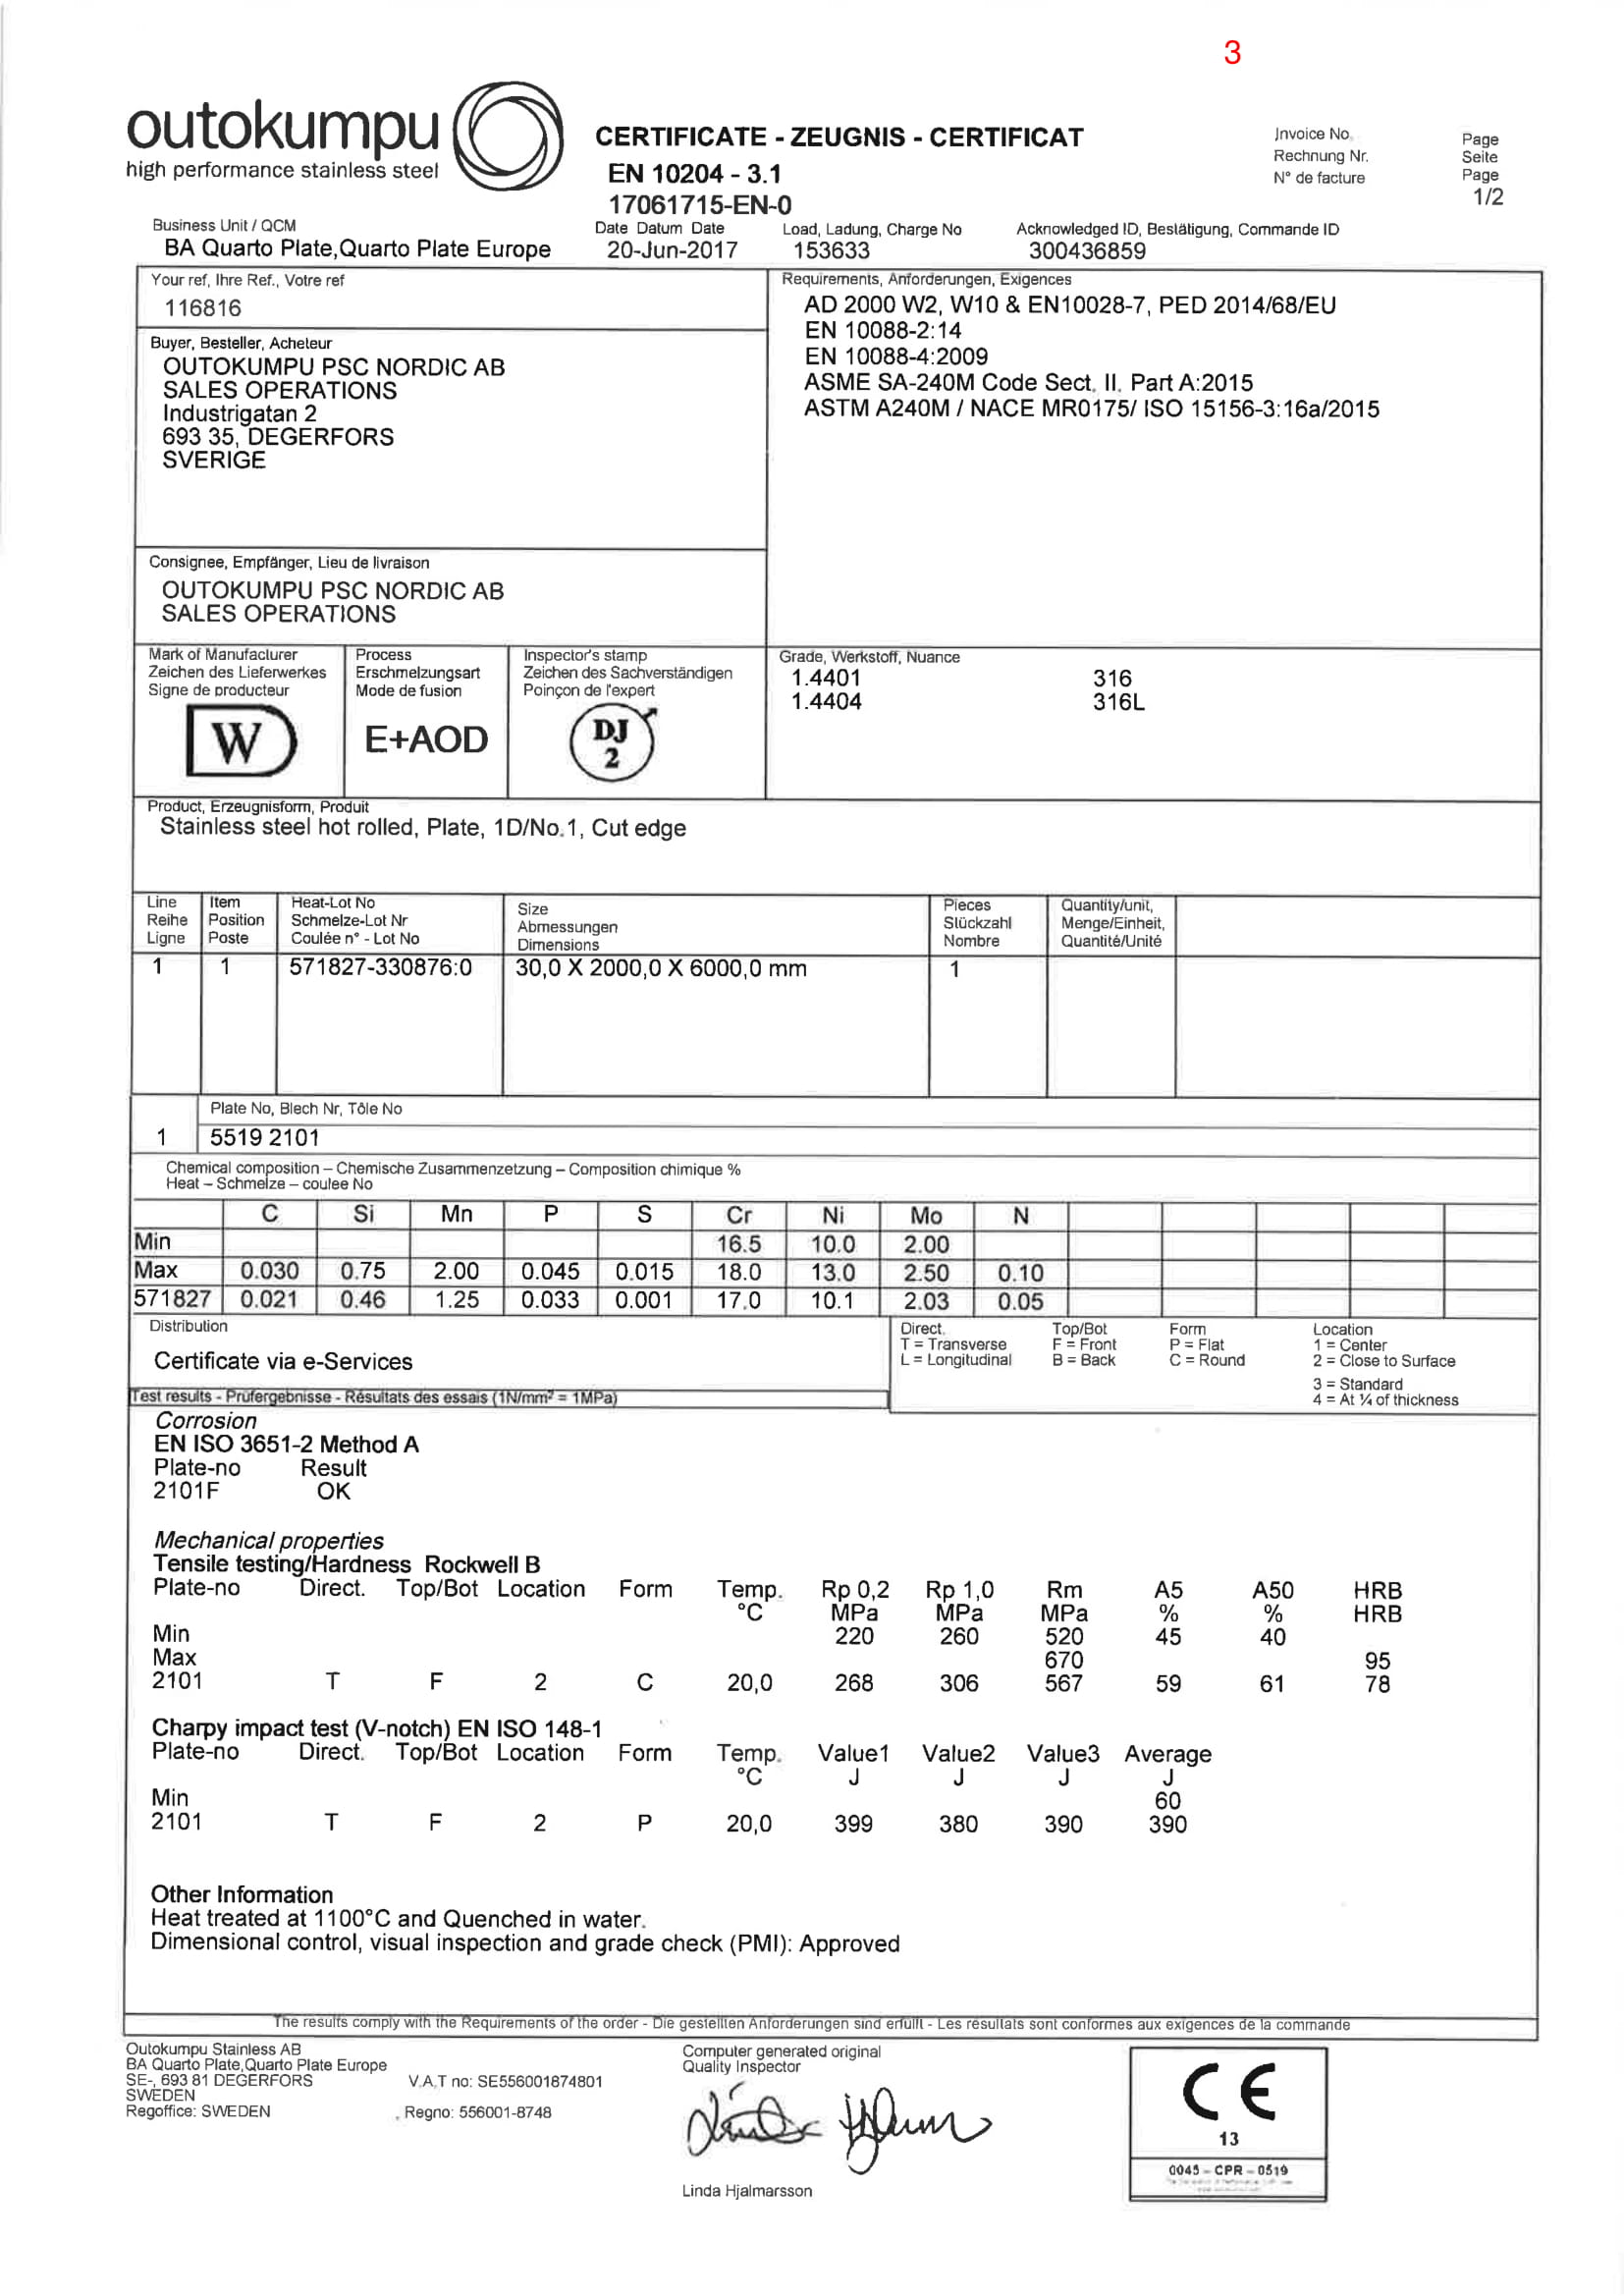 3
outokumpu
high performance stainless steel
CERTIFICATE - ZEUGNIS - CERTIFICAT
EN 10204 - 3.1
17061715-EN-0
Invoice No.
Rechnung Nr.
N° de facture
Page
Seite
Page
1/2
Business Unit / QCM
BA Quarto Plate,Quarto Plate Europe
Date Datum Date
20-Jun-2017
Load, Ladung, Charge No
153633
Acknowledged ID, Bestätigung, Commande ID
300436859
Your ref, Ihre Ref., Votre ref
116816
Buyer, Besteller, Acheteur
OUTOKUMPU PSC NORDIC AB
SALES OPERATIONS
Industrigatan 2
693 35, DEGERFORS
SVERIGE
Requirements, Anforderungen, Exigences
AD 2000 W2, W10 & EN10028-7, PED 2014/68/EU
EN 10088-2:14
EN 10088-4:2009
ASME SA-240M Code Sect. II. Part A:2015
ASTM A240M / NACE MR0175/ ISO 15156-3:16a/2015
Consignee, Empfänger, Lieu de livraison
OUTOKUMPU PSC NORDIC AB
SALES OPERATIONS
Mark of Manufacturer
Zeichen des Lieferwerkes
Signe de producteur
W
Process
Erschmelzungsart
Mode de fusion
E+AOD
Inspector's stamp
Zeichen des Sachverständigen
Poinçon de l'expert
DJ
2
Grade, Werkstoff, Nuance
1.4401 316
1.4404 316L
Product, Erzeugnisform, Produit
Stainless steel hot rolled, Plate, 1D/No.1, Cut edge
Line
Reihe
Ligne
Item
Position
Poste
Heat-Lot No
Schmelze-Lot Nr
Coulée n° - Lot No
Size
Abmessungen
Dimensions
Pieces
Stückzahl
Nombre
Quantity/unit,
Menge/Einheit,
Quantité/Unité
1 1 571827-330876:0 30,0 X 2000,0 X 6000,0 mm 1
Plate No, Blech Nr, Tôle No
1 5519 2101
Chemical composition – Chemische Zusammenzetzung – Composition chimique %
Heat – Schmelze – coulee No
C Si Mn P S Cr Ni Mo N
Min 16.5 10.0 2.00
Max 0.030 0.75 2.00 0.045 0.015 18.0 13.0 2.50 0.10
571827 0.021 0.46 1.25 0.033 0.001 17.0 10.1 2.03 0.05
Distribution
Certificate via e-Services
Direct.
T = Transverse
L = Longitudinal
Top/Bot
F = Front
B = Back
Form
P = Flat
C = Round
Location
1 = Center
2 = Close to Surface
3 = Standard
4 = At ¼ of thickness
Test results - Prüfergebnisse - Résultats des essais (1N/mm² = 1MPa)
Corrosion
EN ISO 3651-2 Method A
Plate-no Result
2101F OK
Mechanical properties
Tensile testing/Hardness Rockwell B
Plate-no Direct. Top/Bot Location Form Temp. Rp 0,2 Rp 1,0 Rm A5 A50 HRB
°C MPa MPa MPa % % HRB
Min 220 260 520 45 40
Max 670 95
2101 T F 2 C 20,0 268 306 567 59 61 78
Charpy impact test (V-notch) EN ISO 148-1
Plate-no Direct. Top/Bot Location Form Temp. Value1 Value2 Value3 Average
°C J J J J
Min 60
2101 T F 2 P 20,0 399 380 390 390
Other Information
Heat treated at 1100°C and Quenched in water.
Dimensional control, visual inspection and grade check (PMI): Approved
The results comply with the Requirements of the order - Die gestellten Anforderungen sind erfüllt - Les résultats sont conformes aux exigences de la commande
Outokumpu Stainless AB
BA Quarto Plate,Quarto Plate Europe
SE-, 693 81 DEGERFORS
SWEDEN
Regoffice: SWEDEN
V.A.T no: SE556001874801
Regno: 556001-8748
Computer generated original
Quality Inspector
Linda Hjalmarsson
CE
13
0045 – CPR – 0519